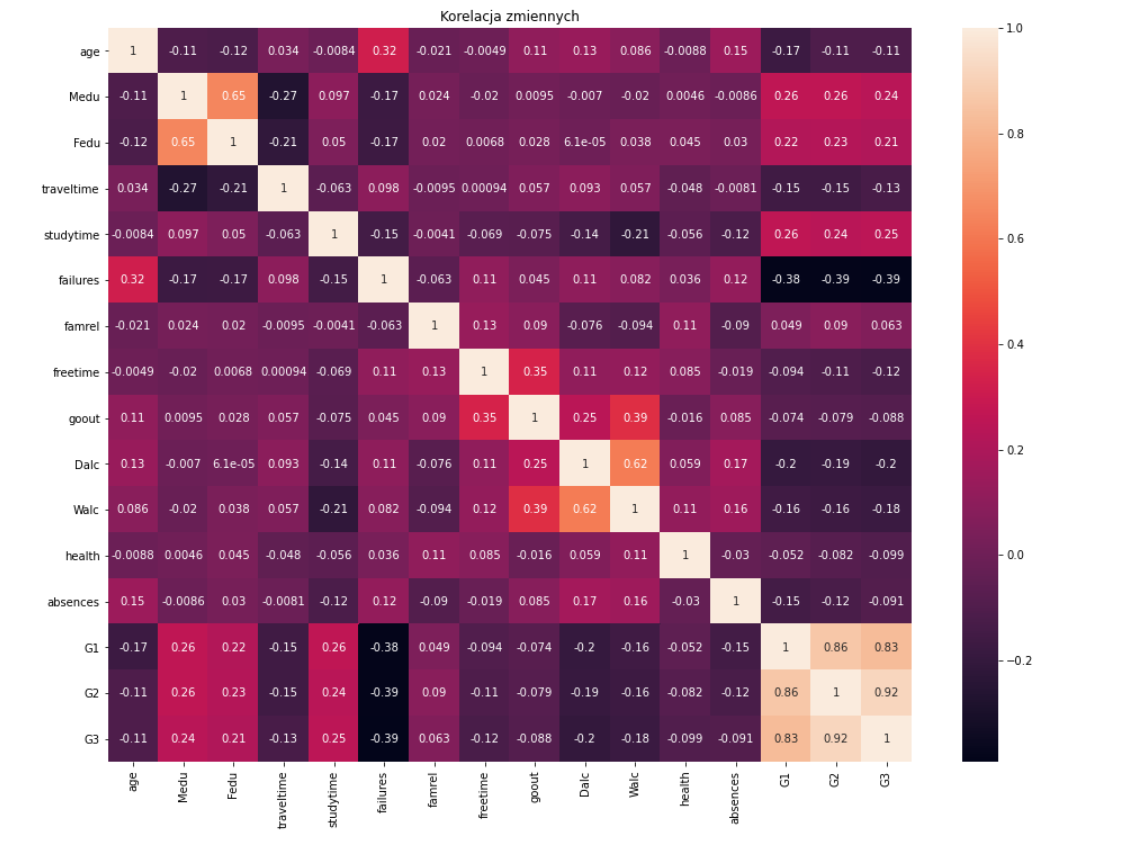 Korelacja zmiennych
age 1 -0.11 -0.12 0.034 -0.0084 0.32 -0.021 -0.0049 0.11 0.13 0.086 -0.0088 0.15 -0.17 -0.11 -0.11
Medu -0.11 1 0.65 -0.27 0.097 -0.17 0.024 -0.02 0.0095 -0.007 -0.02 0.0046 -0.0086 0.26 0.26 0.24
Fedu -0.12 0.65 1 -0.21 0.05 -0.17 0.02 0.0068 0.028 6.1e-05 0.038 0.045 0.03 0.22 0.23 0.21
traveltime 0.034 -0.27 -0.21 1 -0.063 0.098 -0.0095 0.00094 0.057 0.093 0.057 -0.048 -0.0081 -0.15 -0.15 -0.13
studytime -0.0084 0.097 0.05 -0.063 1 -0.15 -0.0041 -0.069 -0.075 -0.14 -0.21 -0.056 -0.12 0.26 0.24 0.25
failures 0.32 -0.17 -0.17 0.098 -0.15 1 -0.063 0.11 0.045 0.11 0.082 0.036 0.12 -0.38 -0.39 -0.39
famrel -0.021 0.024 0.02 -0.0095 -0.0041 -0.063 1 0.13 0.09 -0.076 -0.094 0.11 -0.09 0.049 0.09 0.063
freetime -0.0049 -0.02 0.0068 0.00094 -0.069 0.11 0.13 1 0.35 0.11 0.12 0.085 -0.019 -0.094 -0.11 -0.12
goout 0.11 0.0095 0.028 0.057 -0.075 0.045 0.09 0.35 1 0.25 0.39 -0.016 0.085 -0.074 -0.079 -0.088
Dalc 0.13 -0.007 6.1e-05 0.093 -0.14 0.11 -0.076 0.11 0.25 1 0.62 0.059 0.17 -0.2 -0.19 -0.2
Walc 0.086 -0.02 0.038 0.057 -0.21 0.082 -0.094 0.12 0.39 0.62 1 0.11 0.16 -0.16 -0.16 -0.18
health -0.0088 0.0046 0.045 -0.048 -0.056 0.036 0.11 0.085 -0.016 0.059 0.11 1 -0.03 -0.052 -0.082 -0.099
absences 0.15 -0.0086 0.03 -0.0081 -0.12 0.12 -0.09 -0.019 0.085 0.17 0.16 -0.03 1 -0.15 -0.12 -0.091
G1 -0.17 0.26 0.22 -0.15 0.26 -0.38 0.049 -0.094 -0.074 -0.2 -0.16 -0.052 -0.15 1 0.86 0.83
G2 -0.11 0.26 0.23 -0.15 0.24 -0.39 0.09 -0.11 -0.079 -0.19 -0.16 -0.082 -0.12 0.86 1 0.92
G3 -0.11 0.24 0.21 -0.13 0.25 -0.39 0.063 -0.12 -0.088 -0.2 -0.18 -0.099 -0.091 0.83 0.92 1
age Medu Fedu traveltime studytime failures famrel freetime goout Dalc Walc health absences G1 G2 G3
1.0
0.8
0.6
0.4
0.2
0.0
−0.2